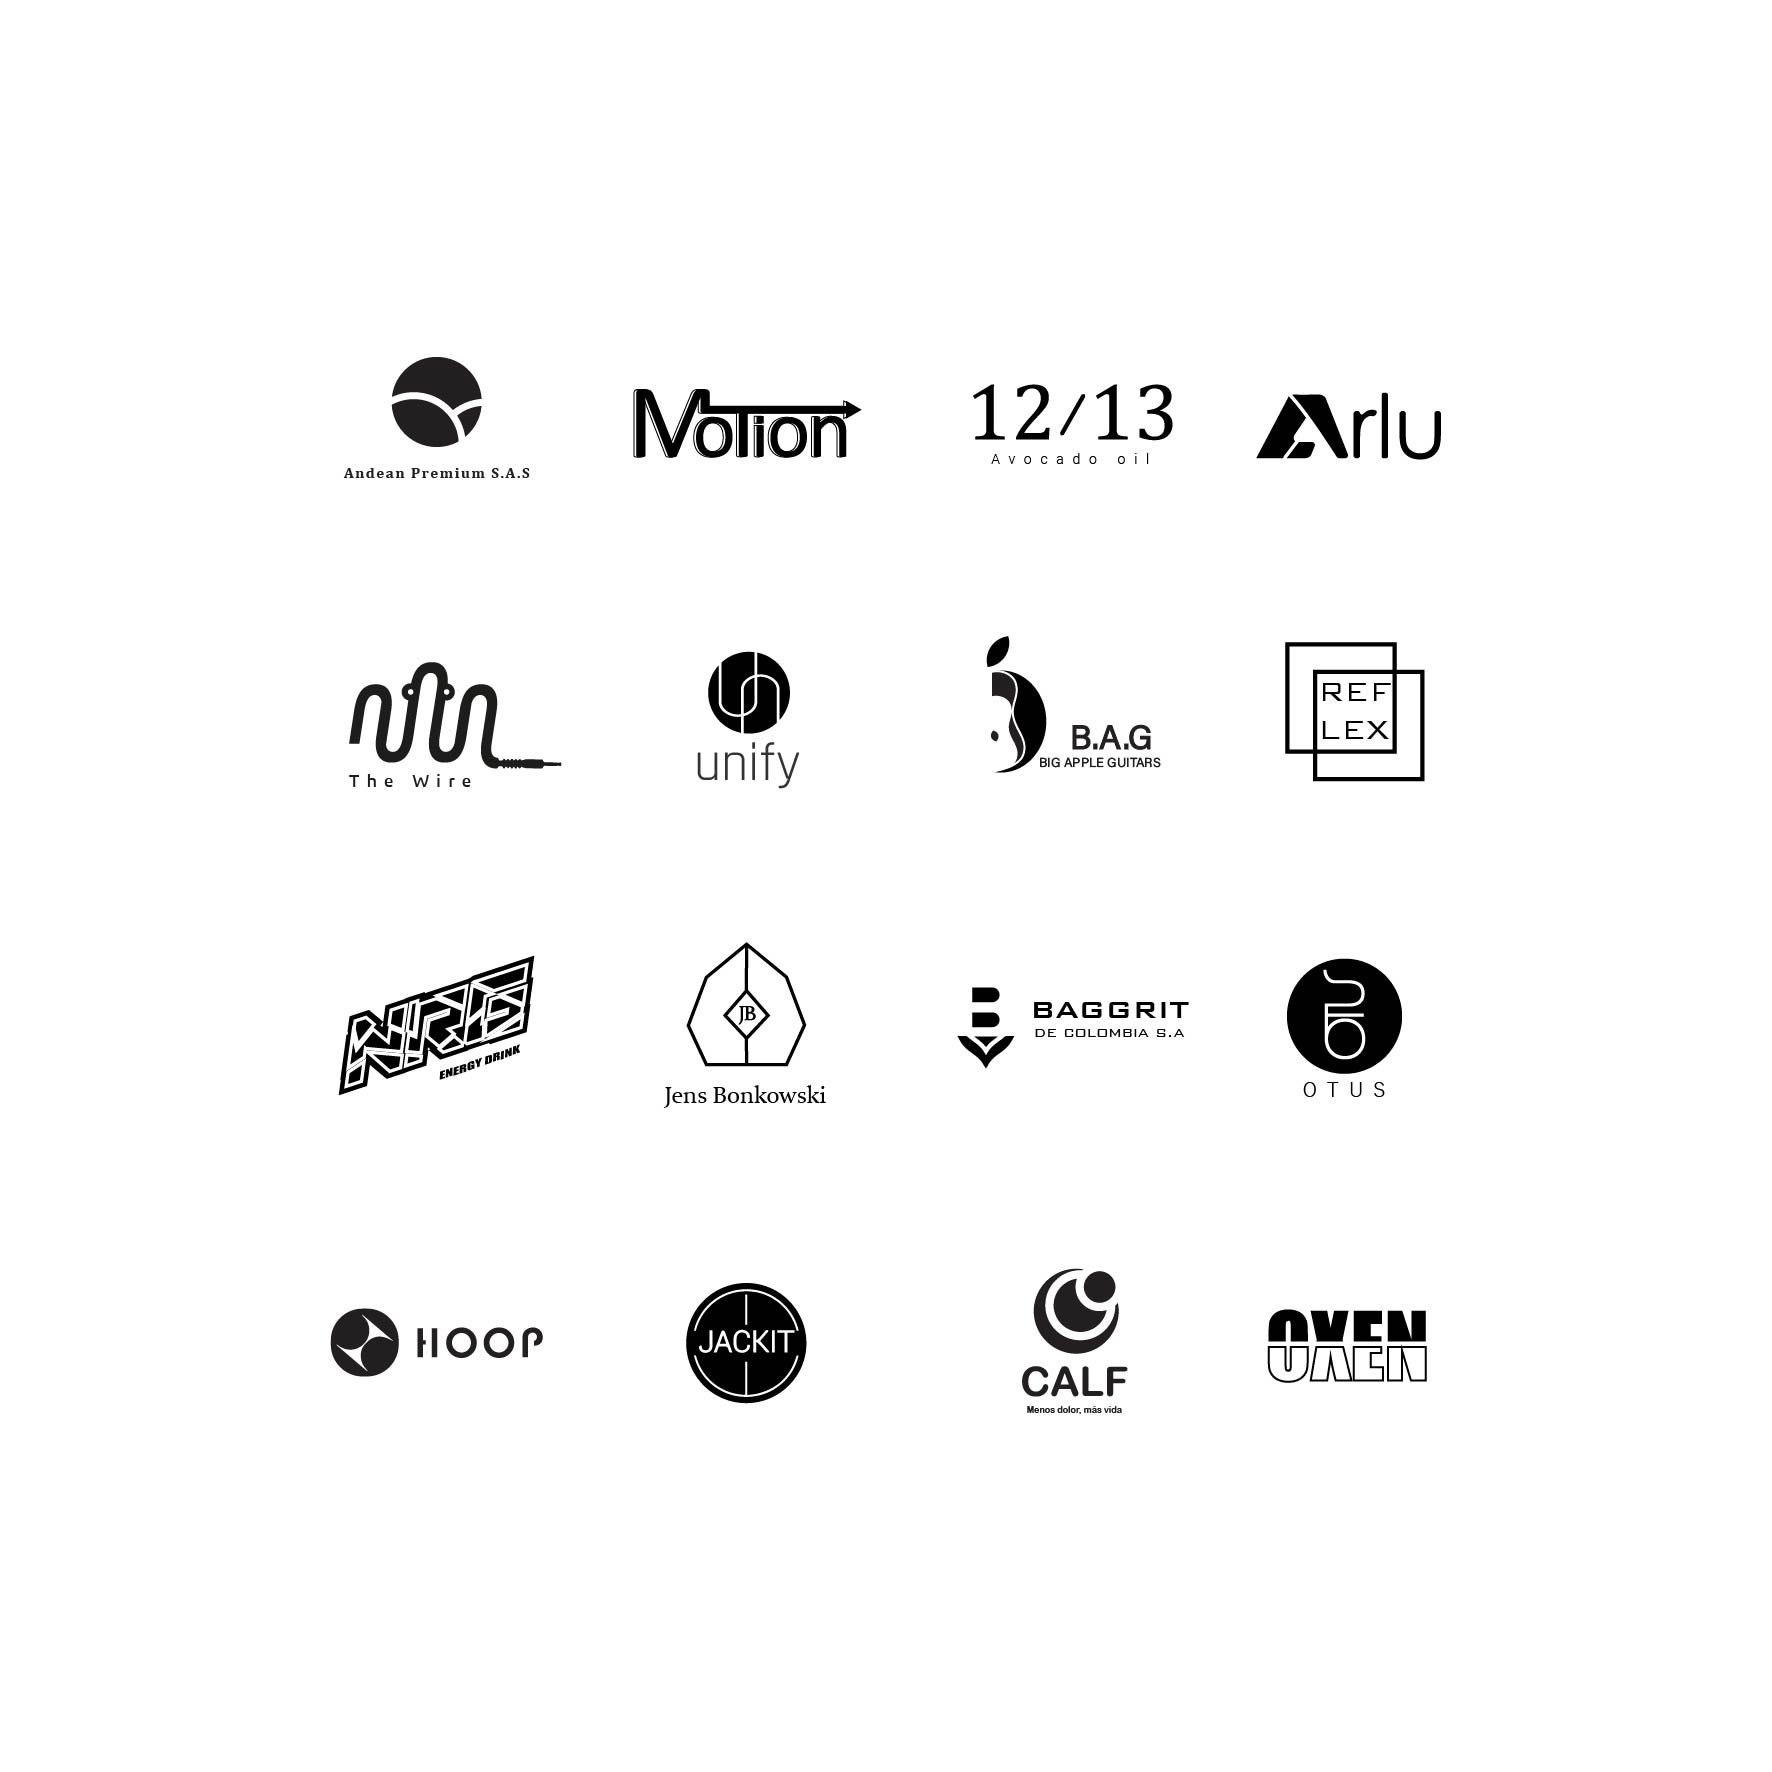 Andean Premium S.A.S
Motion
12/13
Avocado oil
Arlu
The Wire
unify
B.A.G
BIG APPLE GUITARS
REF
LEX
NRG
ENERGY DRINK
JB
Jens Bonkowski
B
BAGGRIT
DE COLOMBIA S.A
OTUS
HOOP
JACKIT
CALF
Menos dolor, más vida